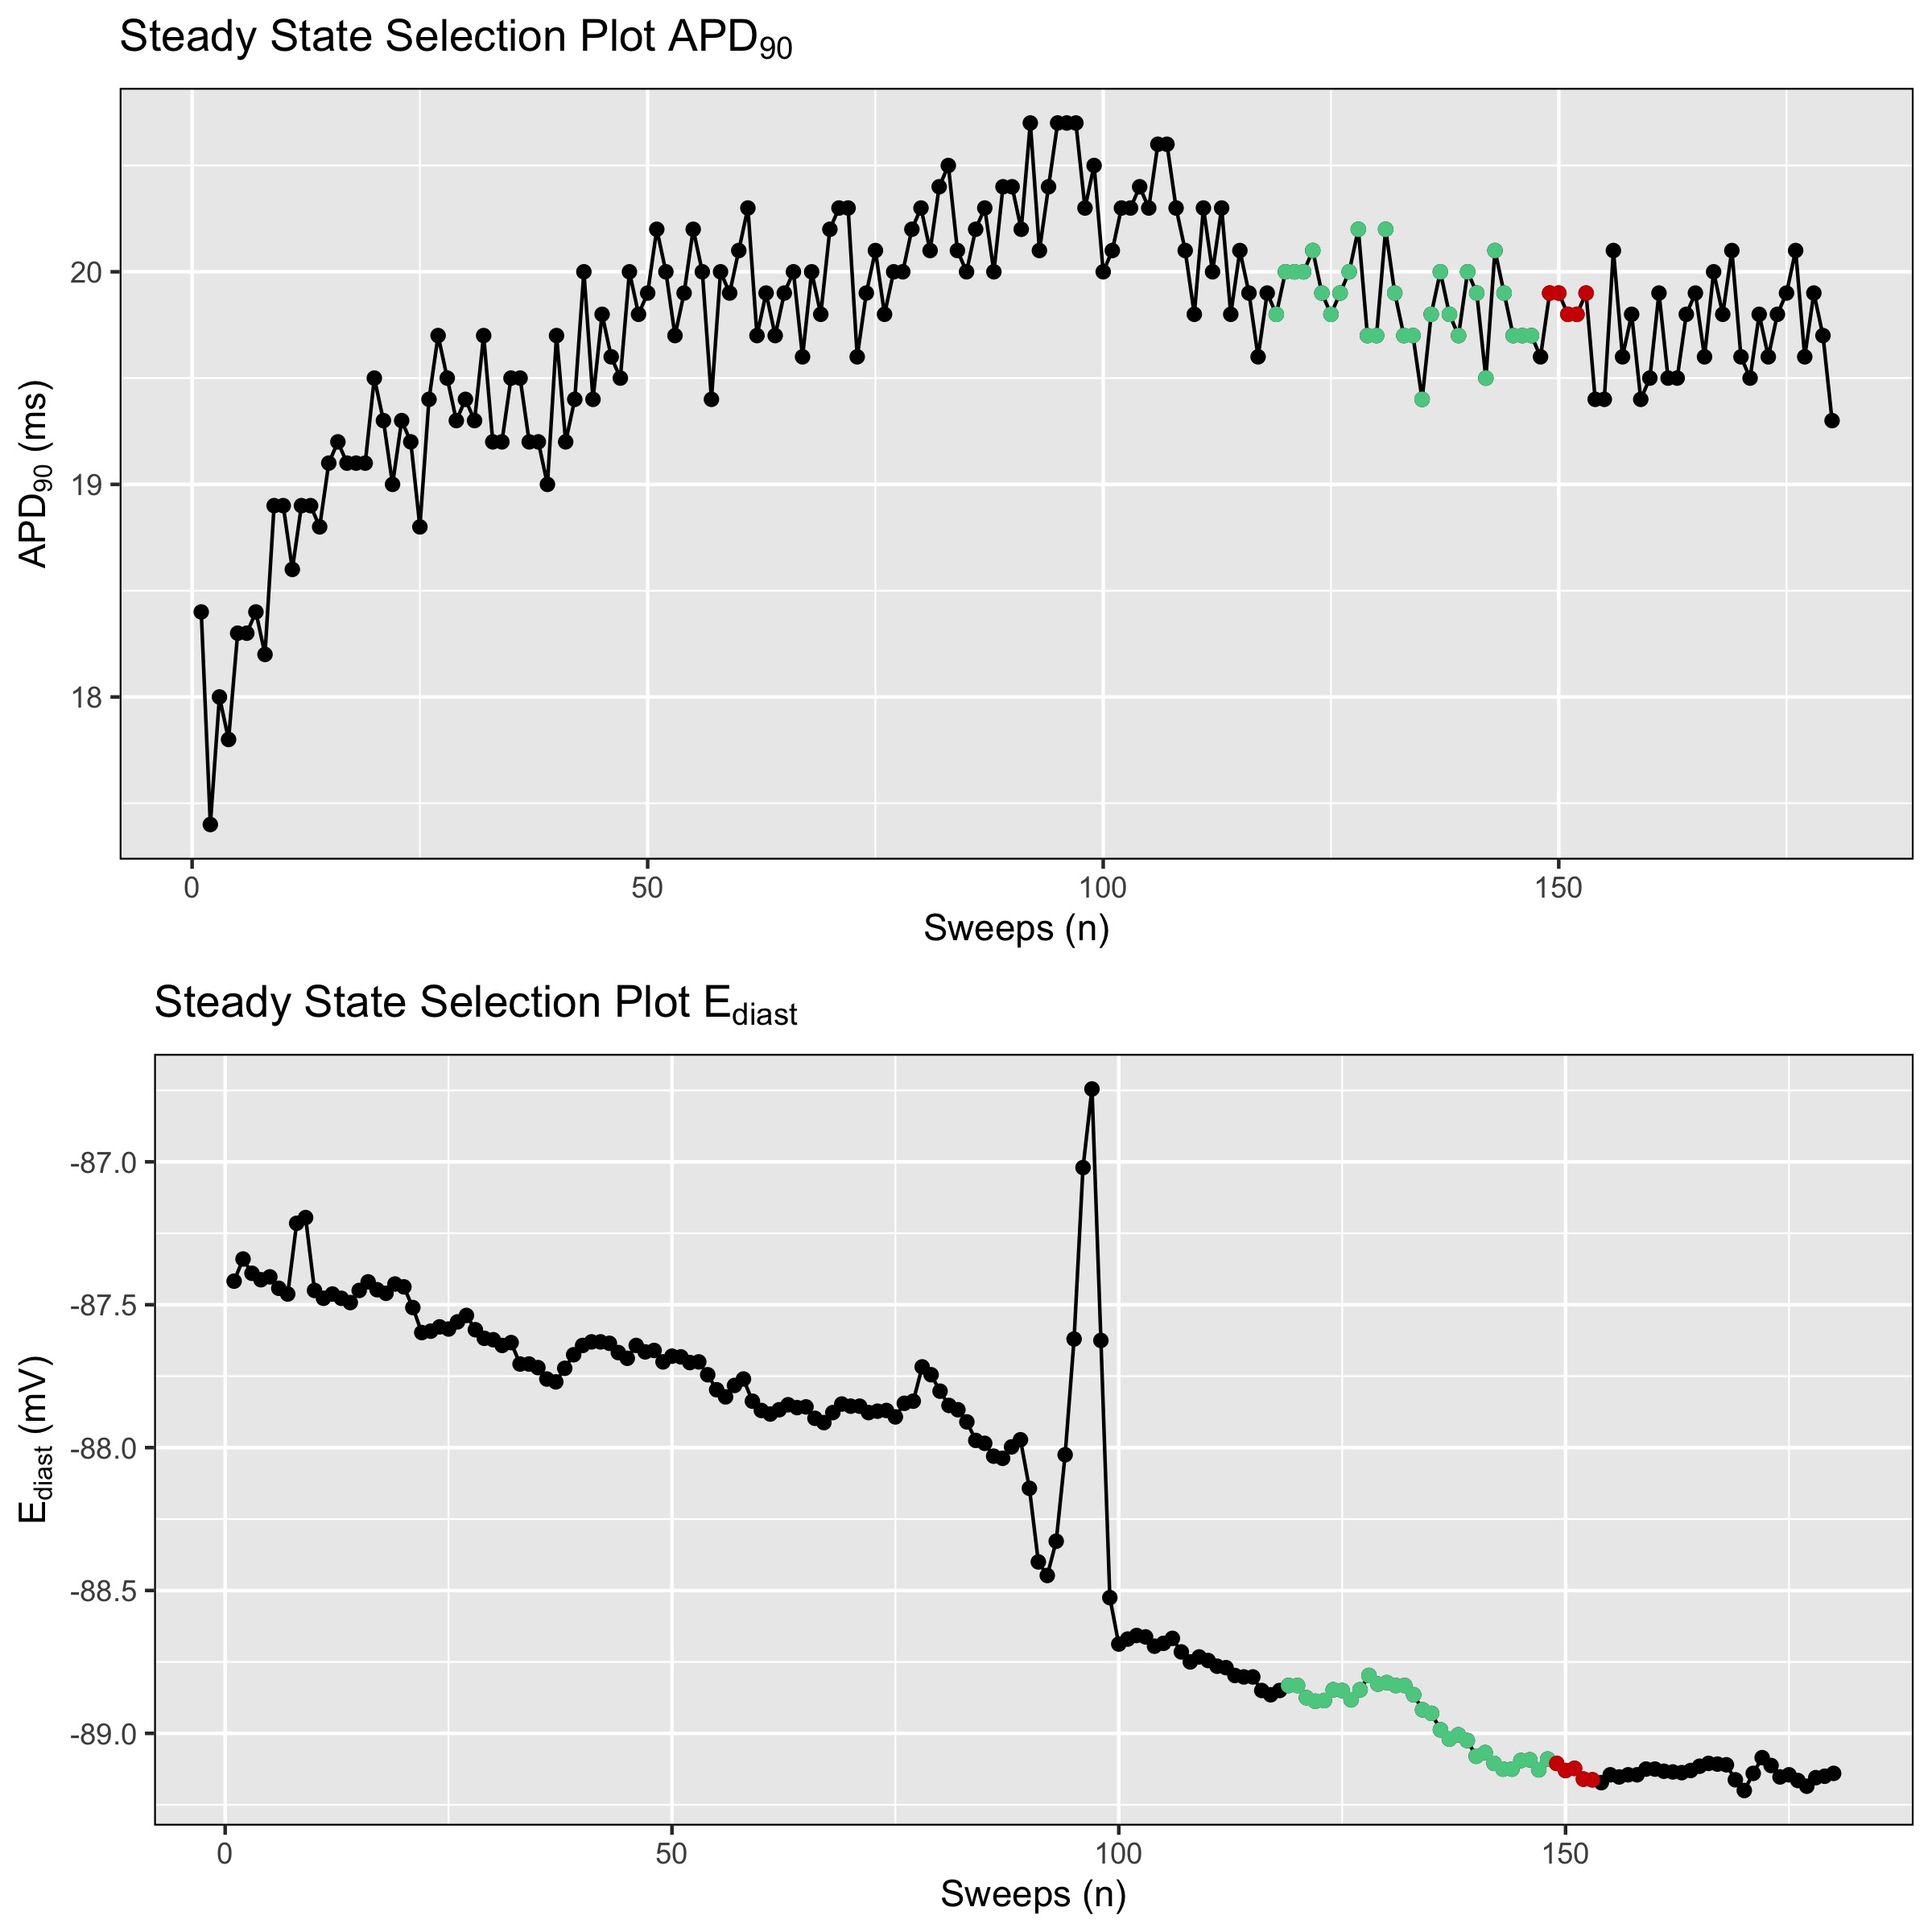 Steady State Selection Plot APD90
20
19
18
APD90 (ms)
0 50 100 150
Sweeps (n)
Steady State Selection Plot Ediast
-87.0
-87.5
-88.0
-88.5
-89.0
Ediast (mV)
0 50 100 150
Sweeps (n)